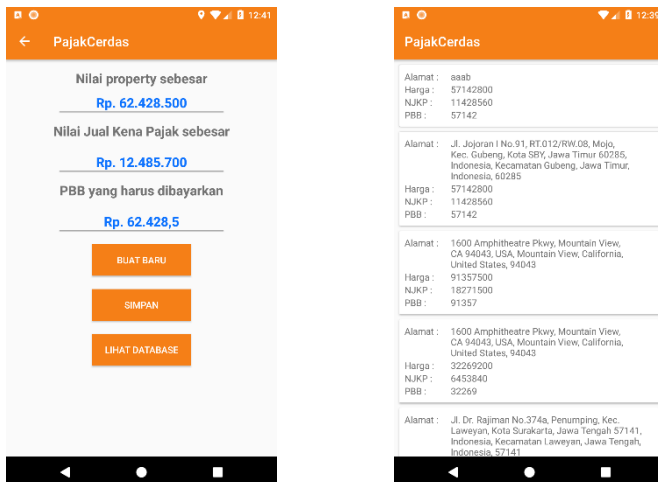 12:41
PajakCerdas
Nilai property sebesar
Rp. 62.428.500
Nilai Jual Kena Pajak sebesar
Rp. 12.485.700
PBB yang harus dibayarkan
Rp. 62.428,5
BUAT BARU
SIMPAN
LIHAT DATABASE
12:39
PajakCerdas
Alamat : aaab
Harga : 57142800
NJKP : 11428560
PBB : 57142
Alamat : Jl. Jojoran I No.91, RT.012/RW.08, Mojo,
Kec. Gubeng, Kota SBY, Jawa Timur 60285,
Indonesia, Kecamatan Gubeng, Jawa Timur,
Indonesia, 60285
Harga : 57142800
NJKP : 11428560
PBB : 57142
Alamat : 1600 Amphitheatre Pkwy, Mountain View,
CA 94043, USA, Mountain View, California,
United States, 94043
Harga : 91357500
NJKP : 18271500
PBB : 91357
Alamat : 1600 Amphitheatre Pkwy, Mountain View,
CA 94043, USA, Mountain View, California,
United States, 94043
Harga : 32269200
NJKP : 6453840
PBB : 32269
Alamat : Jl. Dr. Rajiman No.374a, Penumping, Kec.
Laweyan, Kota Surakarta, Jawa Tengah 57141,
Indonesia, Kecamatan Laweyan, Jawa Tengah,
Indonesia, 57141